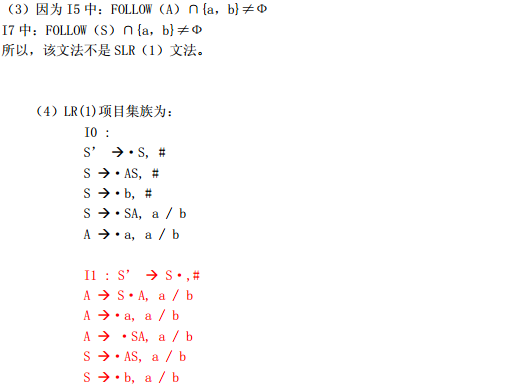 （3）因为 I5 中：FOLLOW（A）∩{a，b}≠Φ
I7 中：FOLLOW（S）∩{a，b}≠Φ
所以，该文法不是 SLR（1）文法。
（4）LR(1)项目集族为：
I0 :
S’ →·S, #
S →·AS, #
S →·b, #
S →·SA, a / b
A →·a, a / b
I1 : S’ → S·,#
A → S·A, a / b
A →·a, a / b
A → ·SA, a / b
S →·AS, a / b
S →·b, a / b